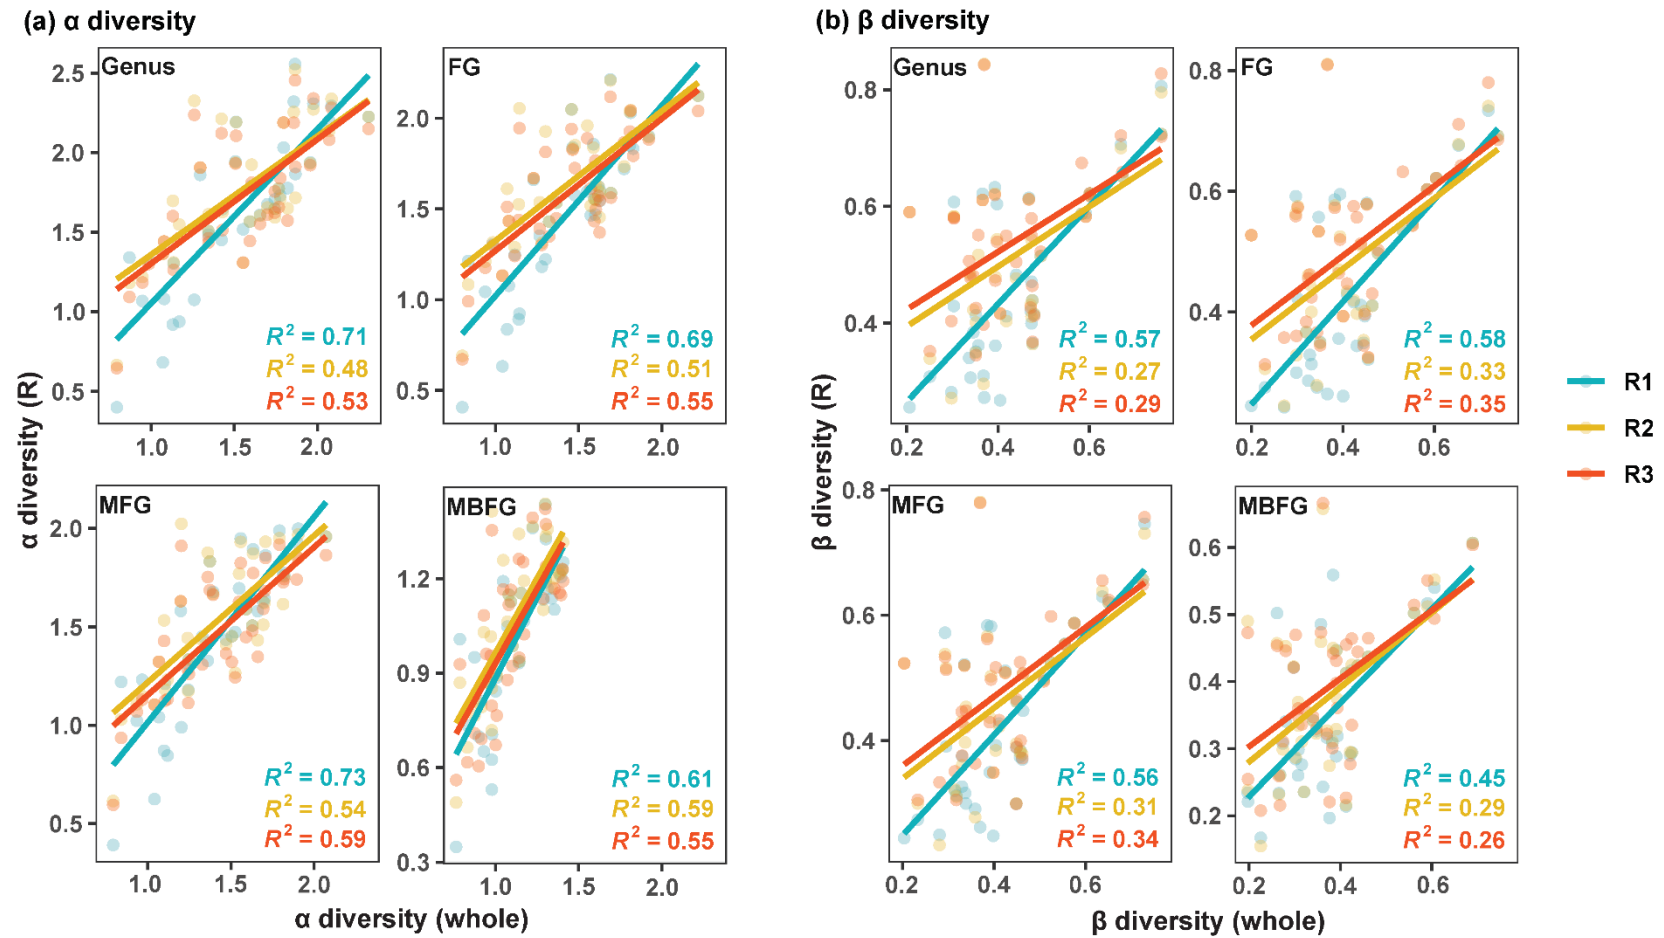 (a) α diversity
(b) β diversity
Genus
2.5
2.0
1.5
1.0
0.5
1.0 1.5 2.0
R² = 0.71
R² = 0.48
R² = 0.53
FG
2.0
1.5
1.0
0.5
1.0 1.5 2.0
R² = 0.69
R² = 0.51
R² = 0.55
MFG
2.0
1.5
1.0
0.5
1.0 1.5 2.0
R² = 0.73
R² = 0.54
R² = 0.59
MBFG
1.2
0.9
0.6
0.3
1.0 1.5 2.0
R² = 0.61
R² = 0.59
R² = 0.55
α diversity (R)
α diversity (whole)
Genus
0.8
0.6
0.4
0.2 0.4 0.6
R² = 0.57
R² = 0.27
R² = 0.29
FG
0.8
0.6
0.4
0.2 0.4 0.6
R² = 0.58
R² = 0.33
R² = 0.35
MFG
0.8
0.6
0.4
0.2 0.4 0.6
R² = 0.56
R² = 0.31
R² = 0.34
MBFG
0.6
0.5
0.4
0.3
0.2
0.2 0.4 0.6
R² = 0.45
R² = 0.29
R² = 0.26
β diversity (R)
β diversity (whole)
R1
R2
R3